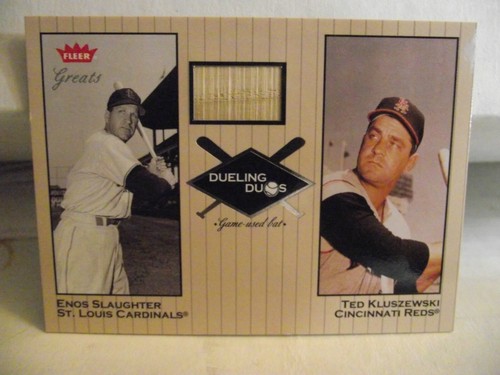 FLEER
Greats
DUELING
DUOS
Game-used bat
ENOS SLAUGHTER
ST. LOUIS CARDINALS®
TED KLUSZEWSKI
CINCINNATI REDS®